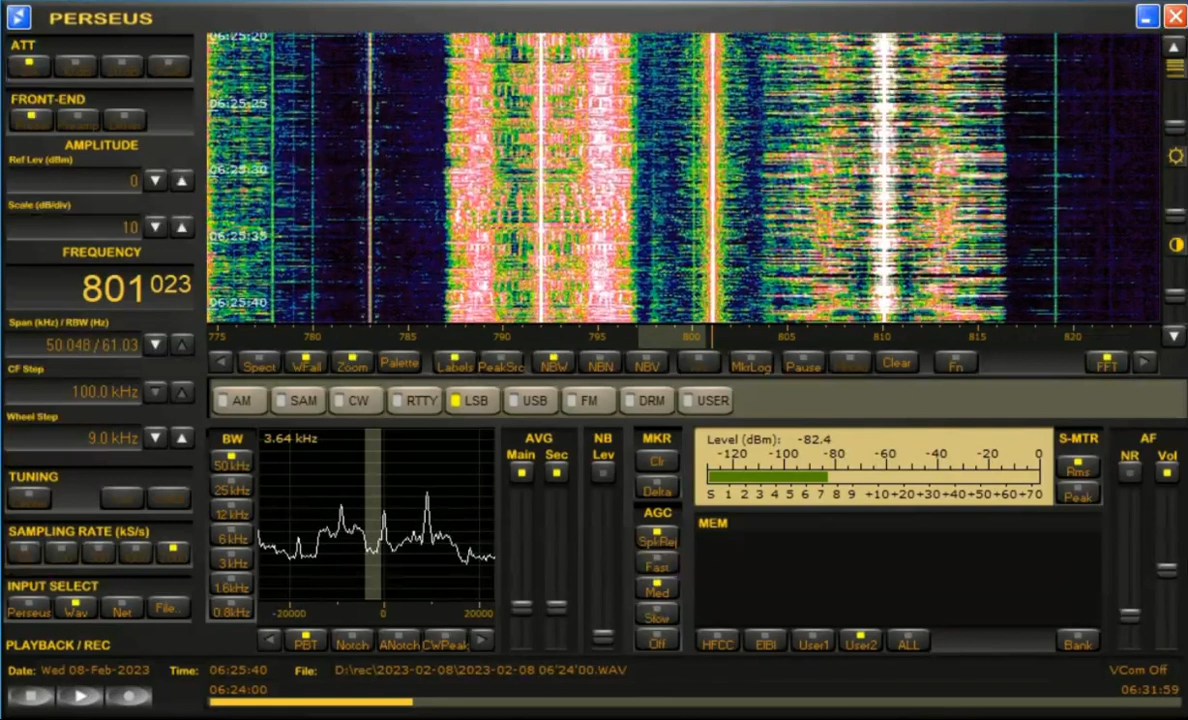 PERSEUS
ATT
FRONT-END
AMPLITUDE
Ref Lev (dBm)
0
Scale (dB/div)
10
FREQUENCY
801 023
Span (kHz) / RBW (Hz)
50.048 / 61.03
CF Step
100.0 kHz
Wheel Step
9.0 kHz
TUNING
SAMPLING RATE (kS/s)
INPUT SELECT
Perseus Wav Net File..
PLAYBACK / REC
06:25:20
06:25:25
06:25:30
06:25:35
06:25:40
775 780 785 790 795 800 805 810 815 820
Spect WFall Zoom Palette Labels PeakSrc NBW NBN NBV MkrLog Pause Clear Fn FFT
AM SAM CW RTTY LSB USB FM DRM USER
BW
50 kHz
25 kHz
12 kHz
6 kHz
3 kHz
1.6kHz
0.8kHz
3.64 kHz
-20000 0 20000
PBT Notch ANotch CWPeak
AVG
Main Sec
NB
Lev
MKR
Clr
Delta
AGC
Fast
Med
Slow
Off
Level (dBm): -82.4
-120 -100 -80 -60 -40 -20 0
S 1 2 3 4 5 6 7 8 9 +10+20+30+40+50+60+70
S-MTR
Rms
Peak
AF
NR Vol
MEM
HFCC EIBI User1 User2 ALL Bank
Date: Wed 08-Feb-2023 Time: 06:25:40 File: D:\rec\2023-02-08\2023-02-08 06'24'00.WAV VCom Off
06:24:00 06:31:59